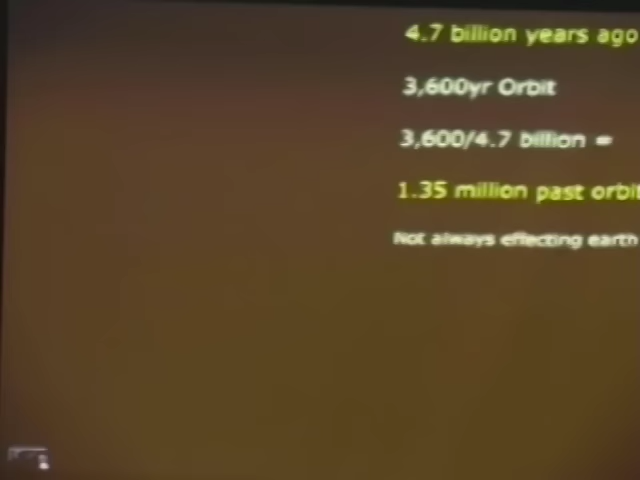 4.7 billion years ago
3,600yr Orbit
3,600/4.7 billion =
1.35 million past orbit
Not always effecting earth